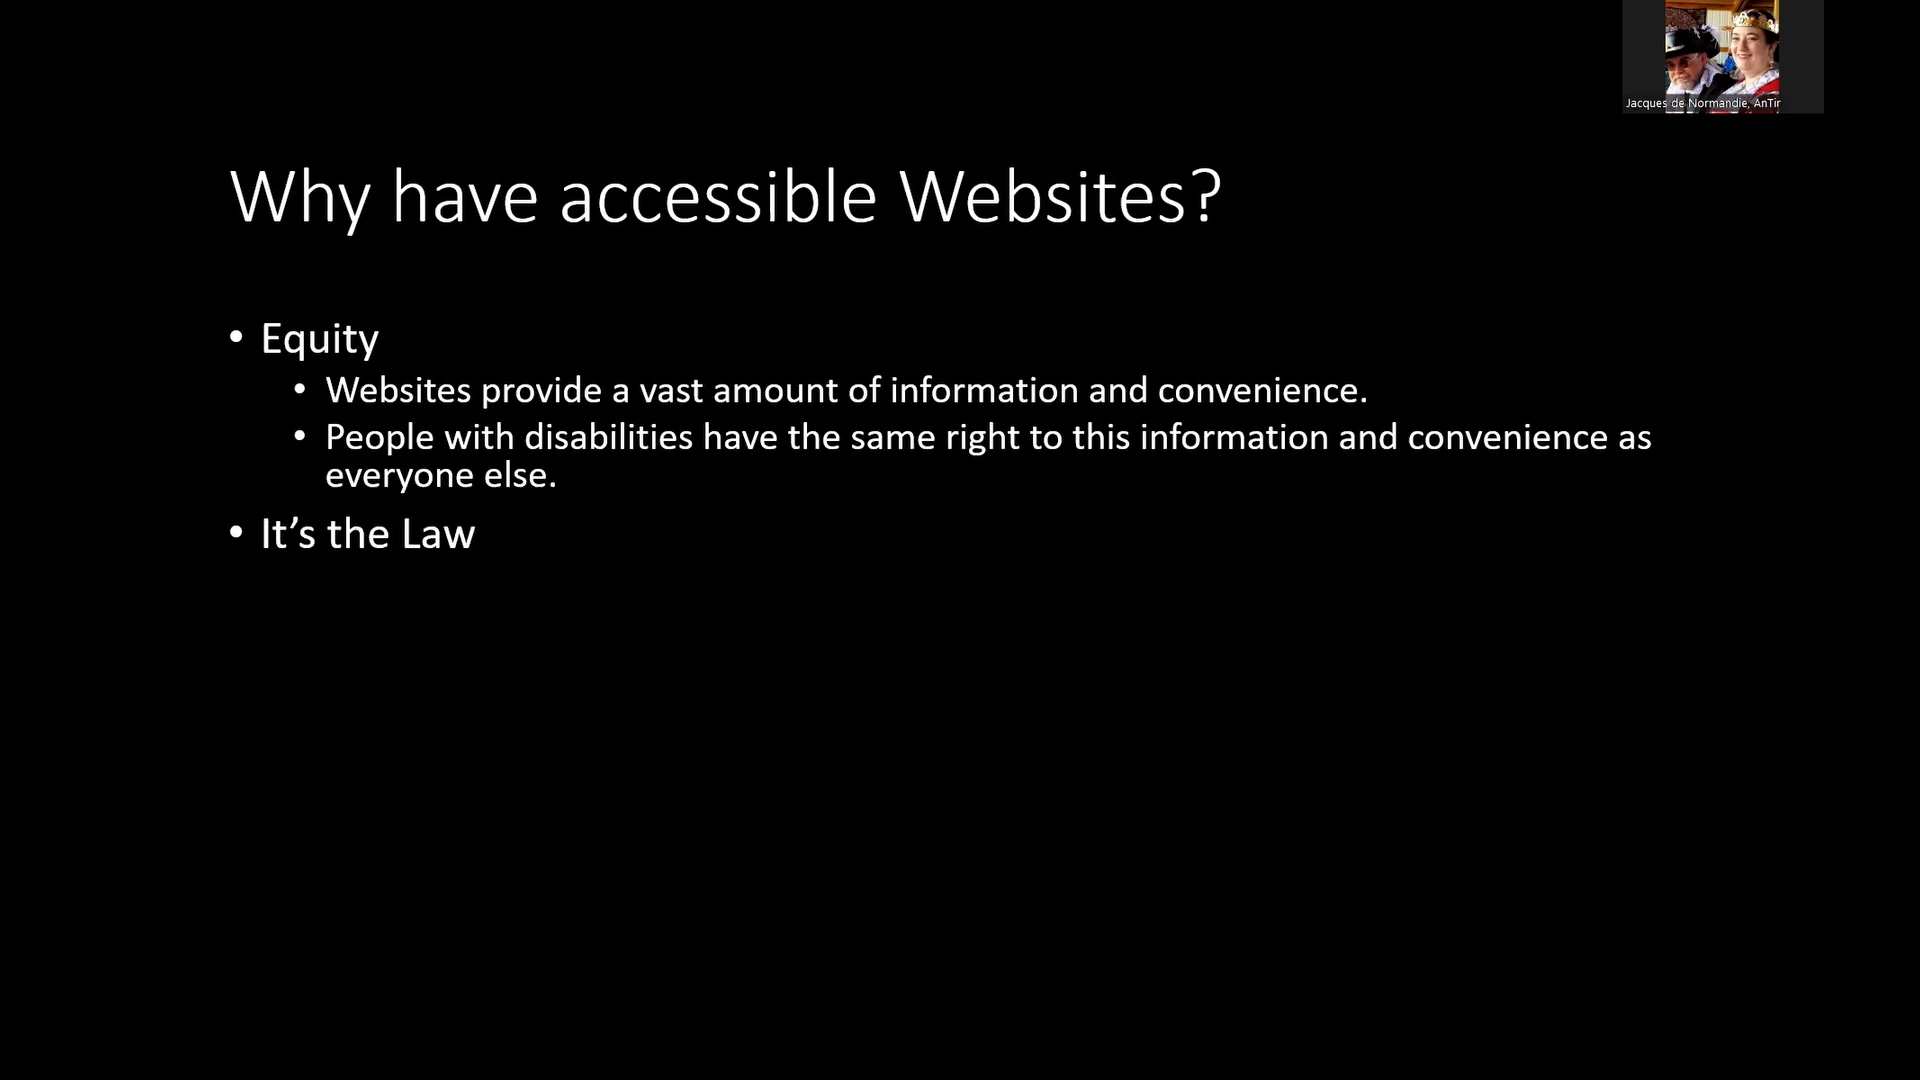 Jacques de Normandie, AnTir
Why have accessible Websites?
• Equity
• Websites provide a vast amount of information and convenience.
• People with disabilities have the same right to this information and convenience as
everyone else.
• It’s the Law